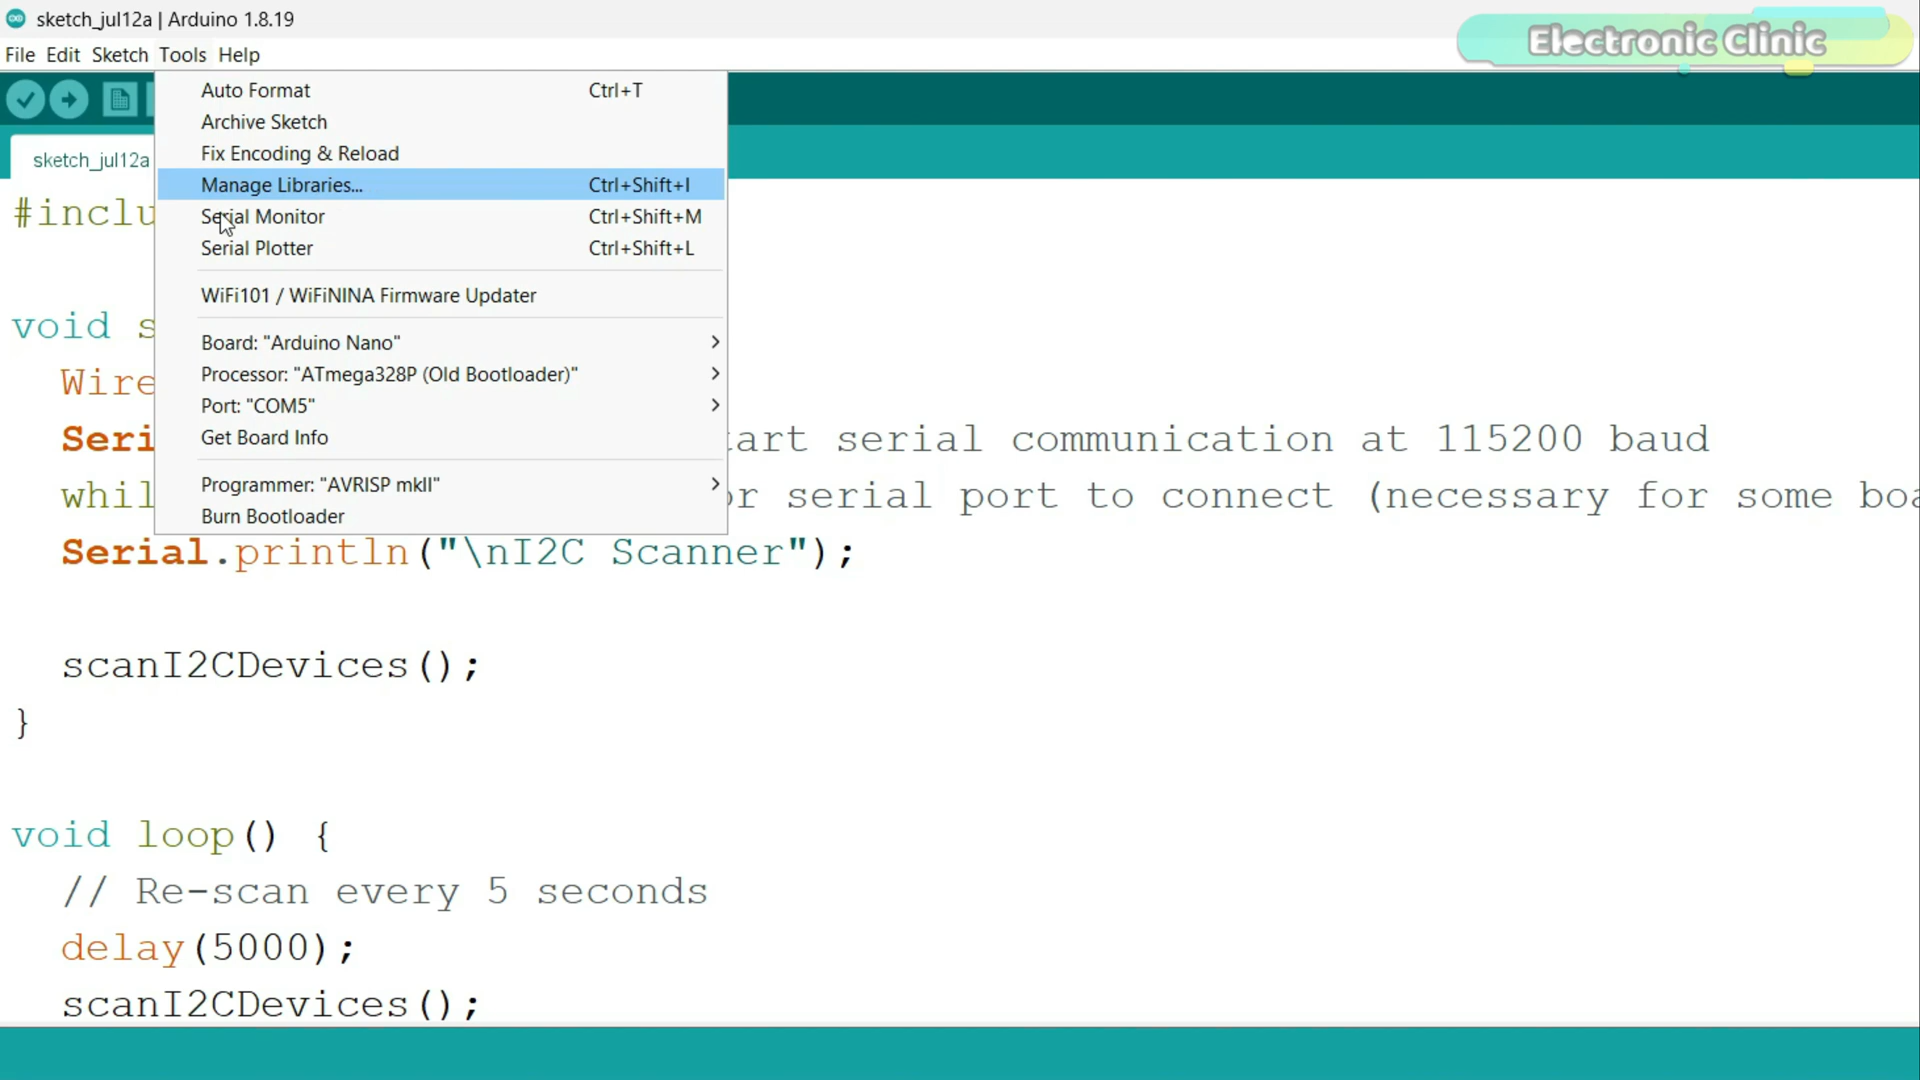 sketch_jul12a | Arduino 1.8.19
Electronic Clinic
File Edit Sketch Tools Help
Auto Format Ctrl+T
Archive Sketch
sketch_jul12a
Fix Encoding & Reload
Manage Libraries... Ctrl+Shift+I
#inclu
Serial Monitor Ctrl+Shift+M
Serial Plotter Ctrl+Shift+L
WiFi101 / WiFiNINA Firmware Updater
void s
Board: "Arduino Nano"
Processor: "ATmega328P (Old Bootloader)"
Wire
Port: "COM5"
Get Board Info
Seri tart serial communication at 115200 baud
Programmer: "AVRISP mkII"
whil or serial port to connect (necessary for some boa
Burn Bootloader
Serial.println("\nI2C Scanner");
scanI2CDevices();
}
void loop() {
// Re-scan every 5 seconds
delay(5000);
scanI2CDevices();